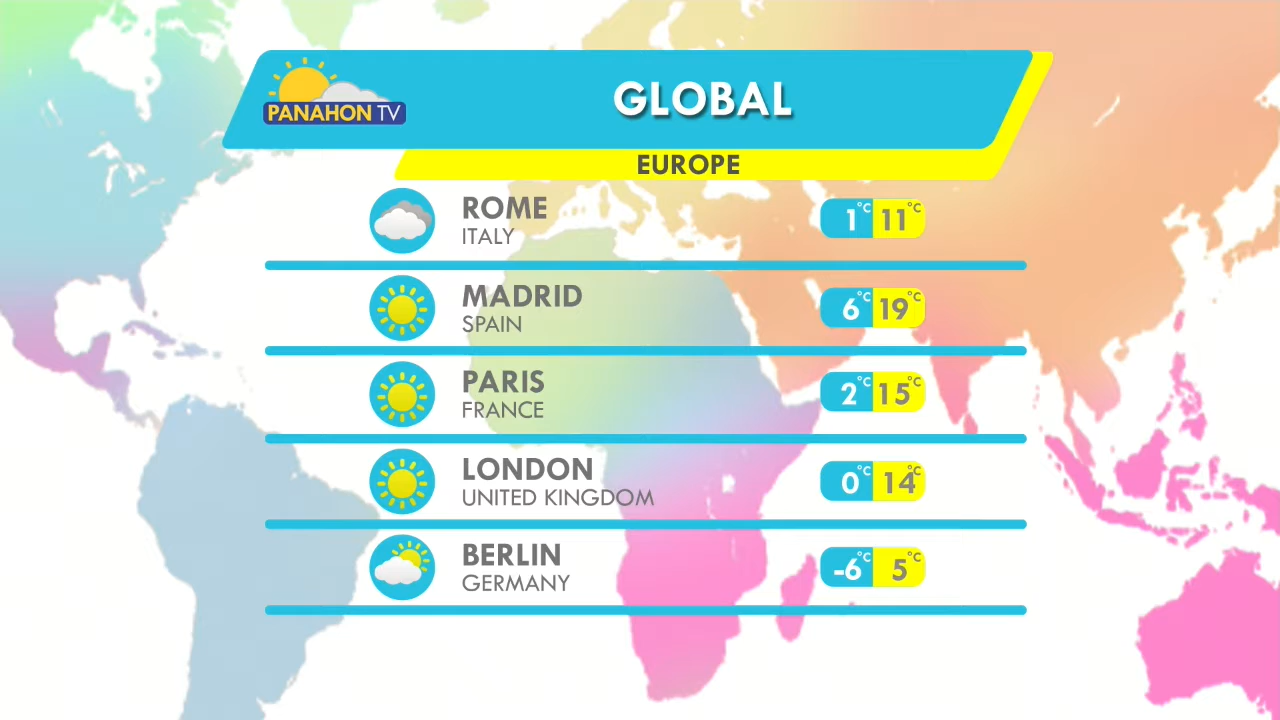 PANAHON TV
GLOBAL
EUROPE
ROME
ITALY
1°C 11°C
MADRID
SPAIN
6°C 19°C
PARIS
FRANCE
2°C 15°C
LONDON
UNITED KINGDOM
0°C 14°C
BERLIN
GERMANY
-6°C 5°C